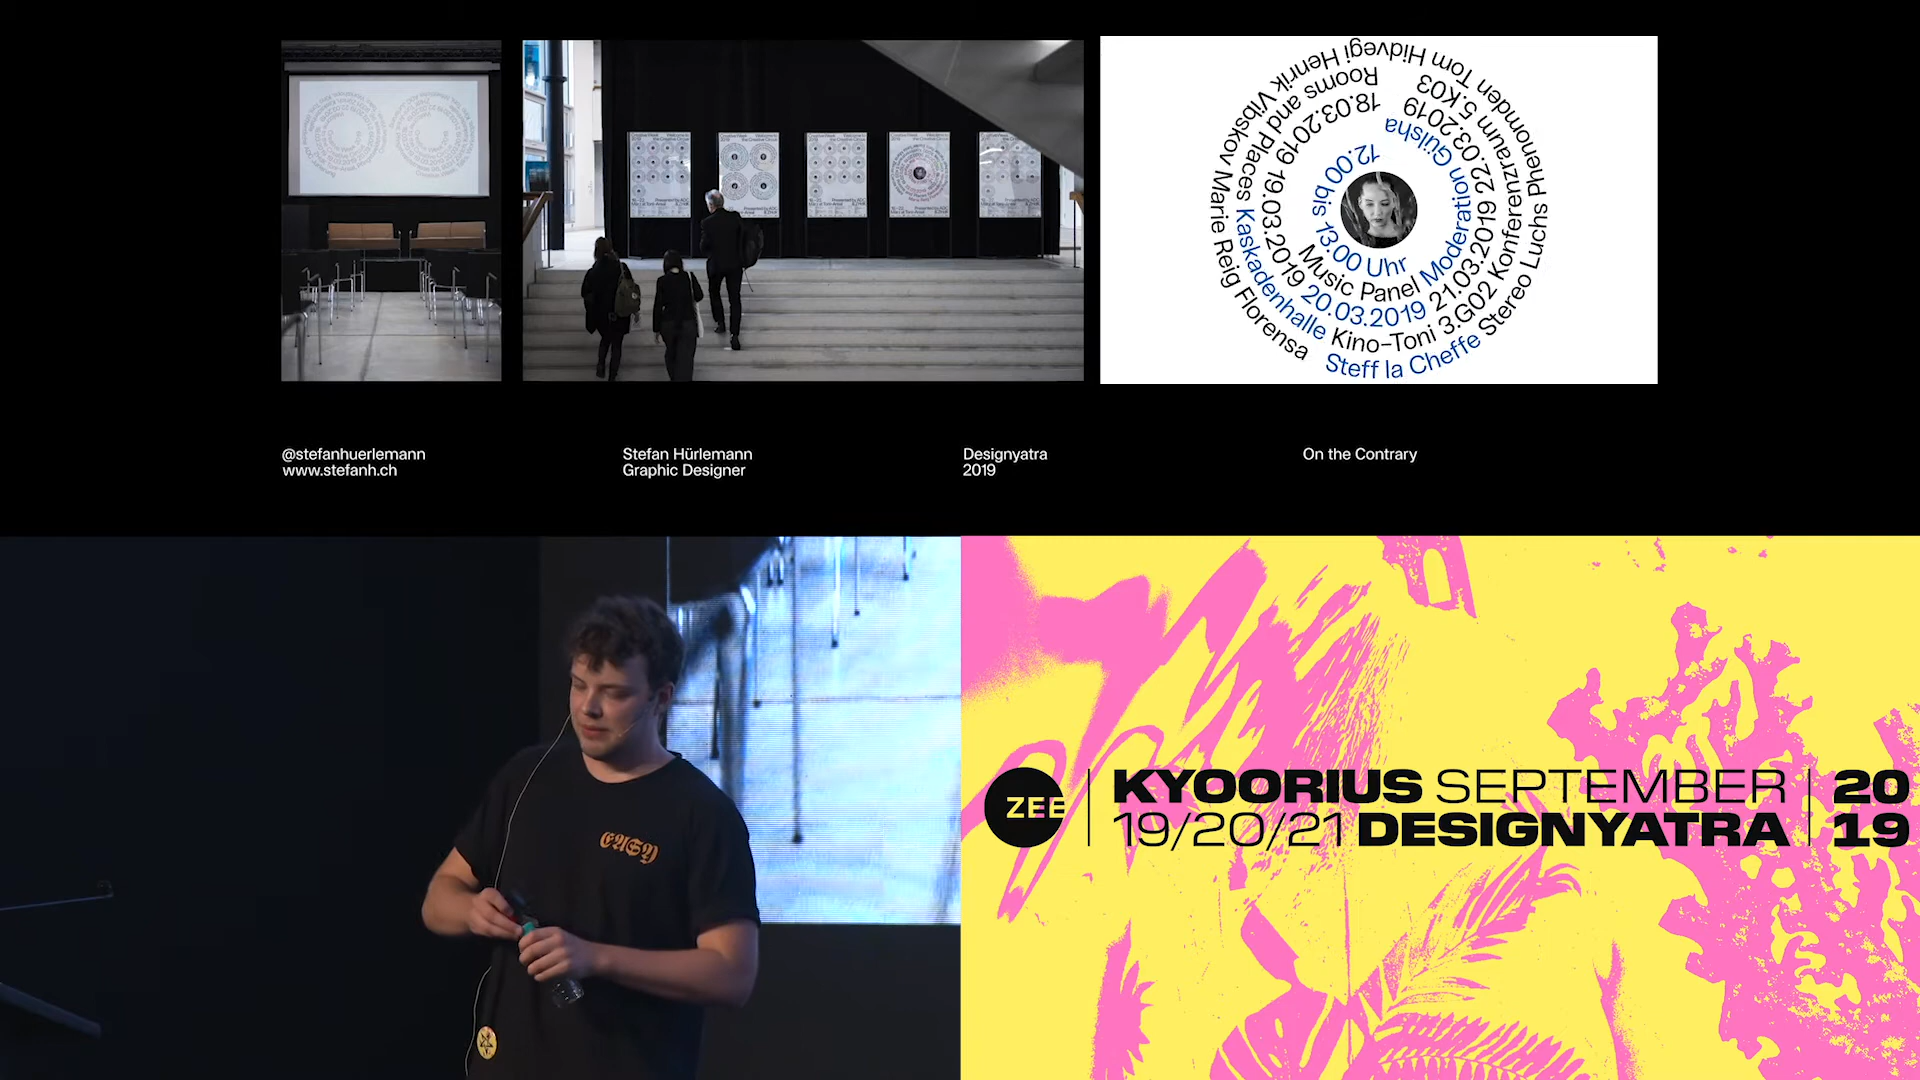 Hidvegi Henrik Vibskov Marie Reig Florensa
Steff la Cheffe Stereo Luchs Phenomden Tom
Rooms and Places Kaskadenhalle Kino-Toni 3.G02 Konferenzraum 5.K03
18.03.2019 19.03.2019 20.03.2019 21.03.2019 22.03.2019
Music Panel Moderation Gülsha
12.00 bis 13.00 Uhr
@stefanhuerlemann
www.stefanh.ch
Stefan Hürlemann
Graphic Designer
Designyatra
2019
On the Contrary
EASY
ZEE
KYOORIUS SEPTEMBER
19/20/21 DESIGNYATRA
20
19